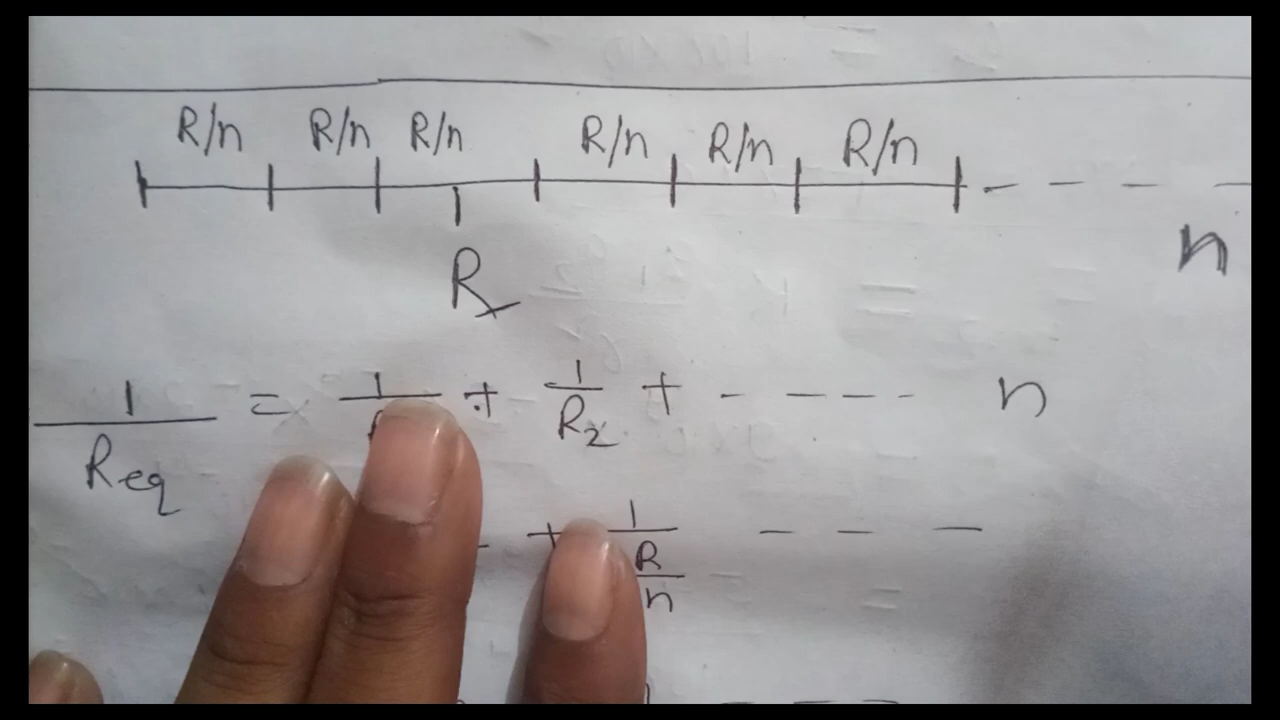 R/n R/n R/n R/n R/n R/n
n
R
1/Req = 1/ + 1/R2 + - ---- n
+ 1/(R/n) - - -